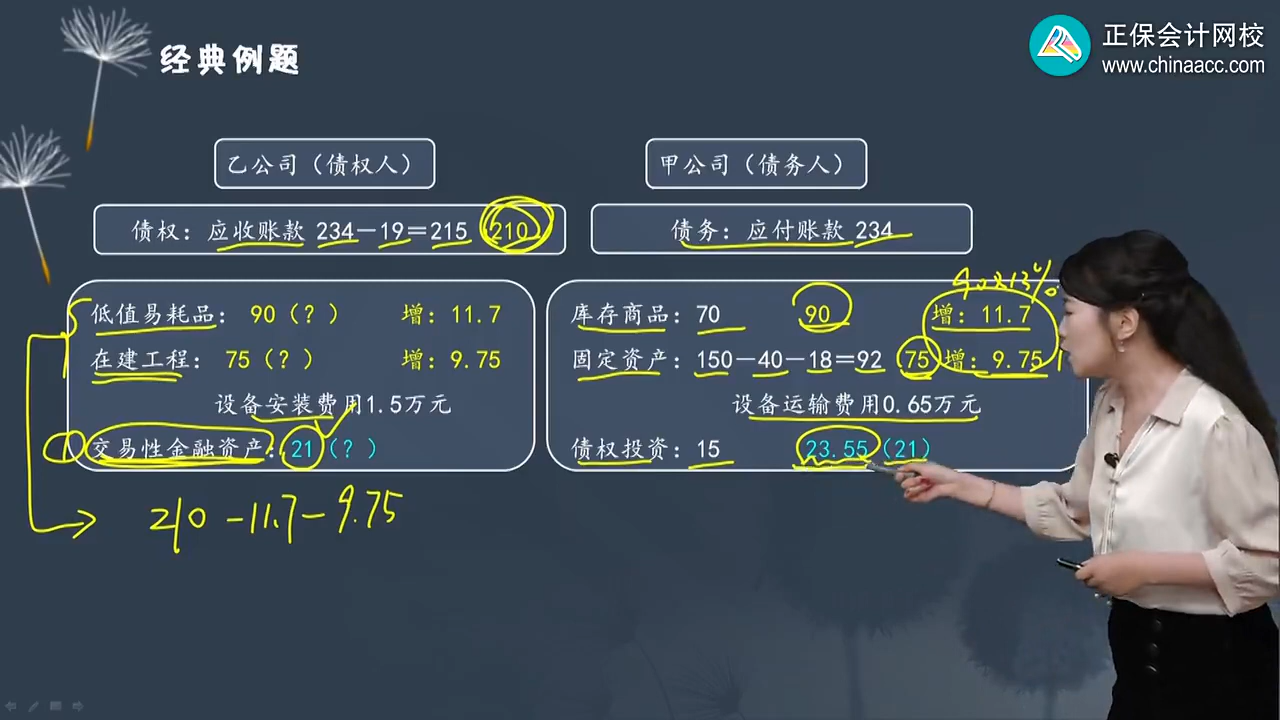 经典例题
正保会计网校
www.chinaacc.com
乙公司（债权人）
甲公司（债务人）
债权：应收账款 234－19＝215 210
债务：应付账款 234
90×13%
低值易耗品： 90（？） 增：11.7
在建工程： 75（？） 增：9.75
设备安装费用1.5万元
交易性金融资产：21（？）
库存商品：70 90 增：11.7
固定资产：150－40－18＝92 75 增：9.75
设备运输费用0.65万元
债权投资：15 23.55（21）
210 -11.7- 9.75